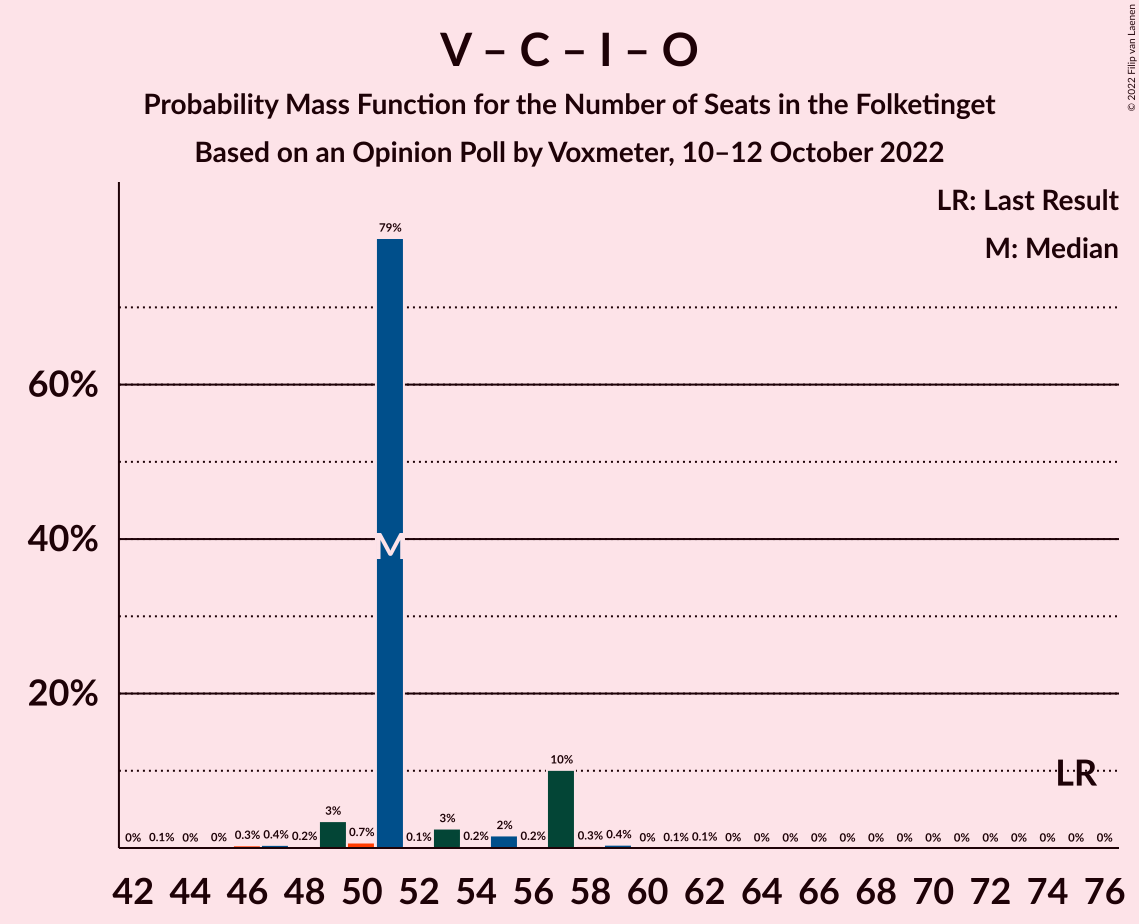 V – C – I – O
Probability Mass Function for the Number of Seats in the Folketinget
Based on an Opinion Poll by Voxmeter, 10–12 October 2022
© 2022 Filip van Laenen
LR: Last Result
M: Median
60%
40%
20%
0% 0.1% 0% 0% 0.3% 0.4% 0.2% 3% 0.7% 79% 0.1% 3% 0.2% 2% 0.2% 10% 0.3% 0.4% 0% 0.1% 0.1% 0% 0% 0% 0% 0% 0% 0% 0% 0% 0% 0% 0% 0% 0%
M
LR
42 44 46 48 50 52 54 56 58 60 62 64 66 68 70 72 74 76